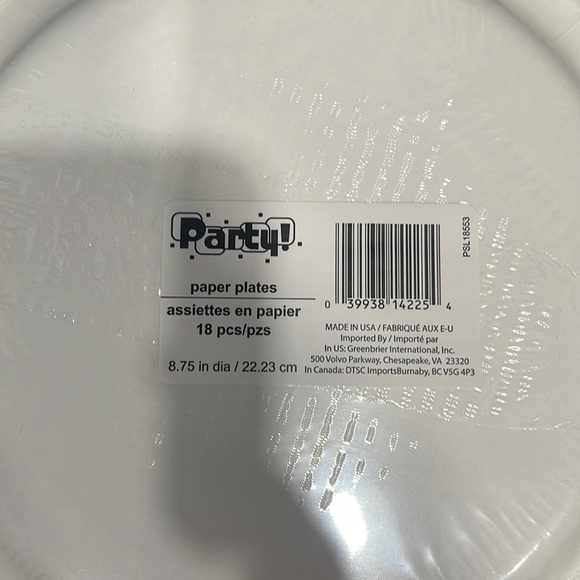 Party!
paper plates
assiettes en papier
18 pcs/pzs
8.75 in dia / 22.23 cm
0 39938 14225 4
PSL18553
MADE IN USA / FABRIQUÉ AUX E-U
Imported By / Importé par
In US: Greenbrier International, Inc.
500 Volvo Parkway, Chesapeake, VA 23320
In Canada: DTSC ImportsBurnaby, BC V5G 4P3